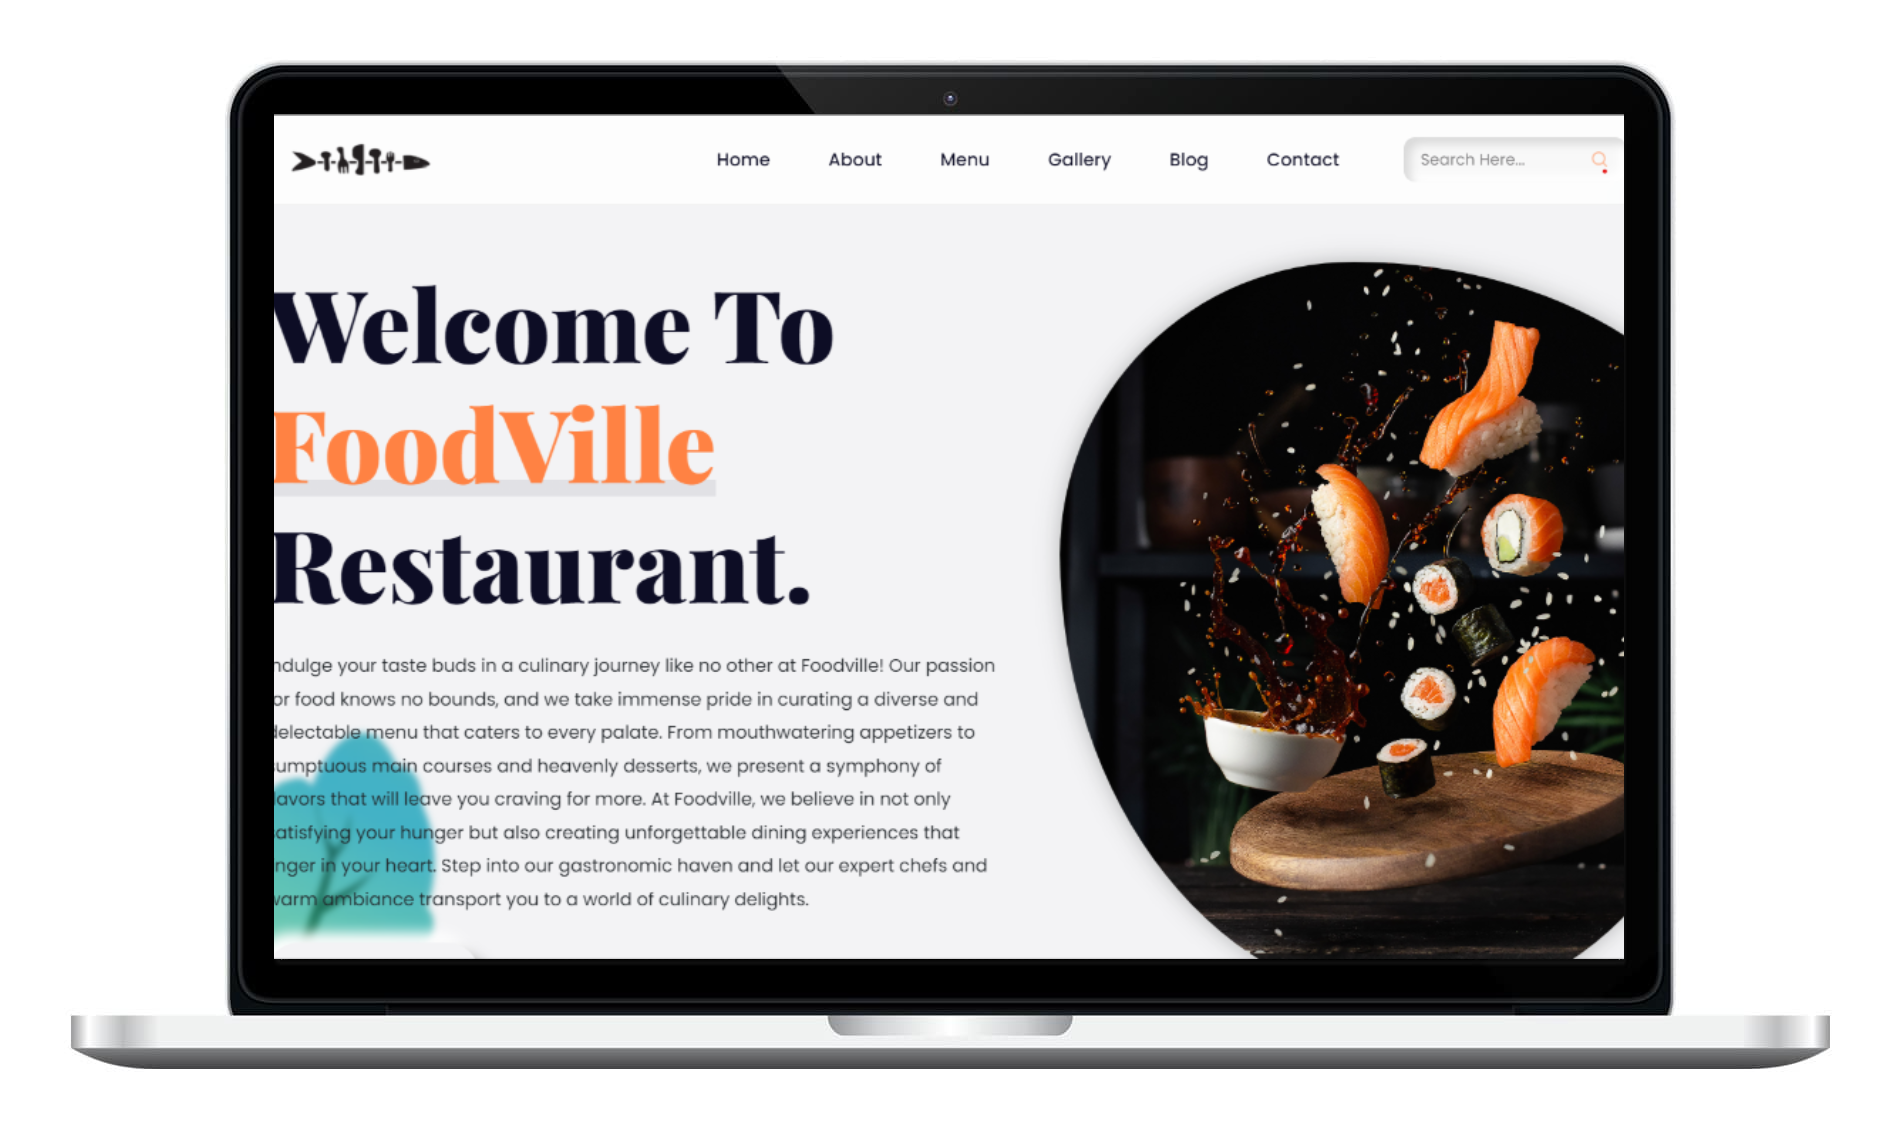 Home About Menu Gallery Blog Contact Search Here...
Welcome To
FoodVille
Restaurant.
ndulge your taste buds in a culinary journey like no other at Foodville! Our passion
or food knows no bounds, and we take immense pride in curating a diverse and
delectable menu that caters to every palate. From mouthwatering appetizers to
sumptuous main courses and heavenly desserts, we present a symphony of
lavors that will leave you craving for more. At Foodville, we believe in not only
atisfying your hunger but also creating unforgettable dining experiences that
nger in your heart. Step into our gastronomic haven and let our expert chefs and
warm ambiance transport you to a world of culinary delights.